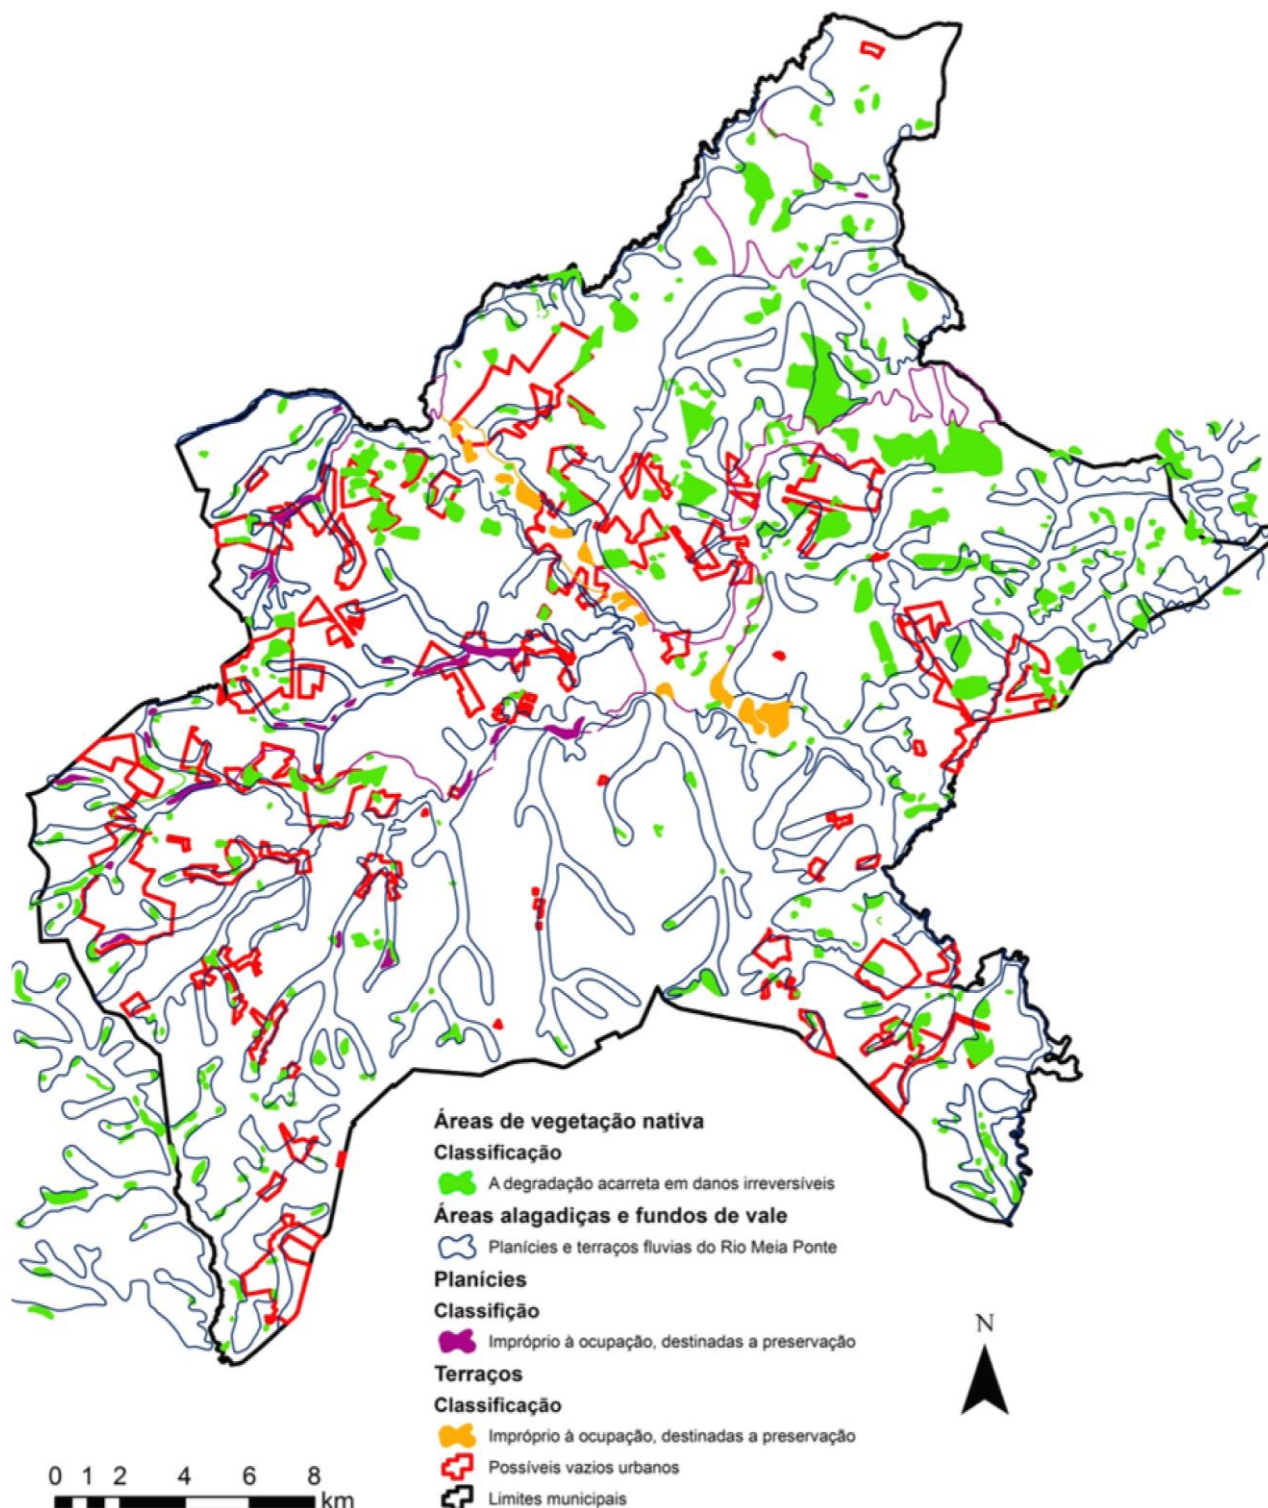 Áreas de vegetação nativa
Classificação
A degradação acarreta em danos irreversíveis
Áreas alagadiças e fundos de vale
Planícies e terraços fluvias do Rio Meia Ponte
Planícies
Classifição
Impróprio à ocupação, destinadas a preservação
Terraços
Classificação
Impróprio à ocupação, destinadas a preservação
Possíveis vazios urbanos
Limites municipais
N
0 1 2 4 6 8
km